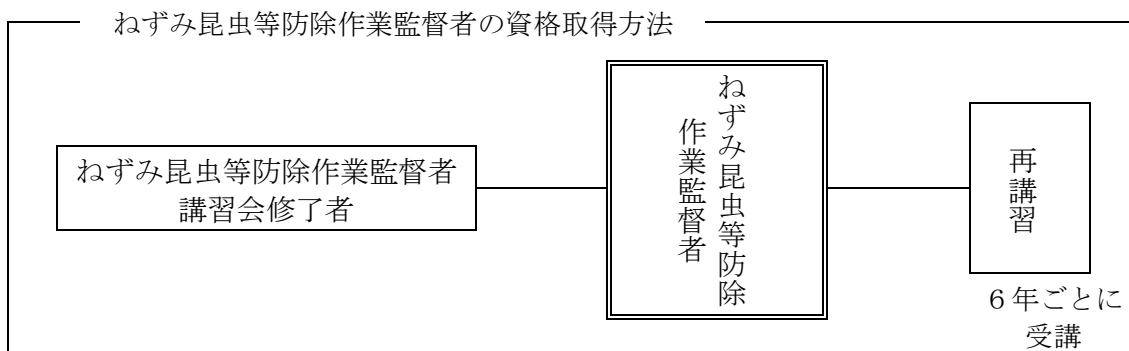 ねずみ昆虫等防除作業監督者の資格取得方法
ねずみ昆虫等防除作業監督者
講習会修了者
ねずみ昆虫等防除
作業監督者
再講習
６年ごとに
受講